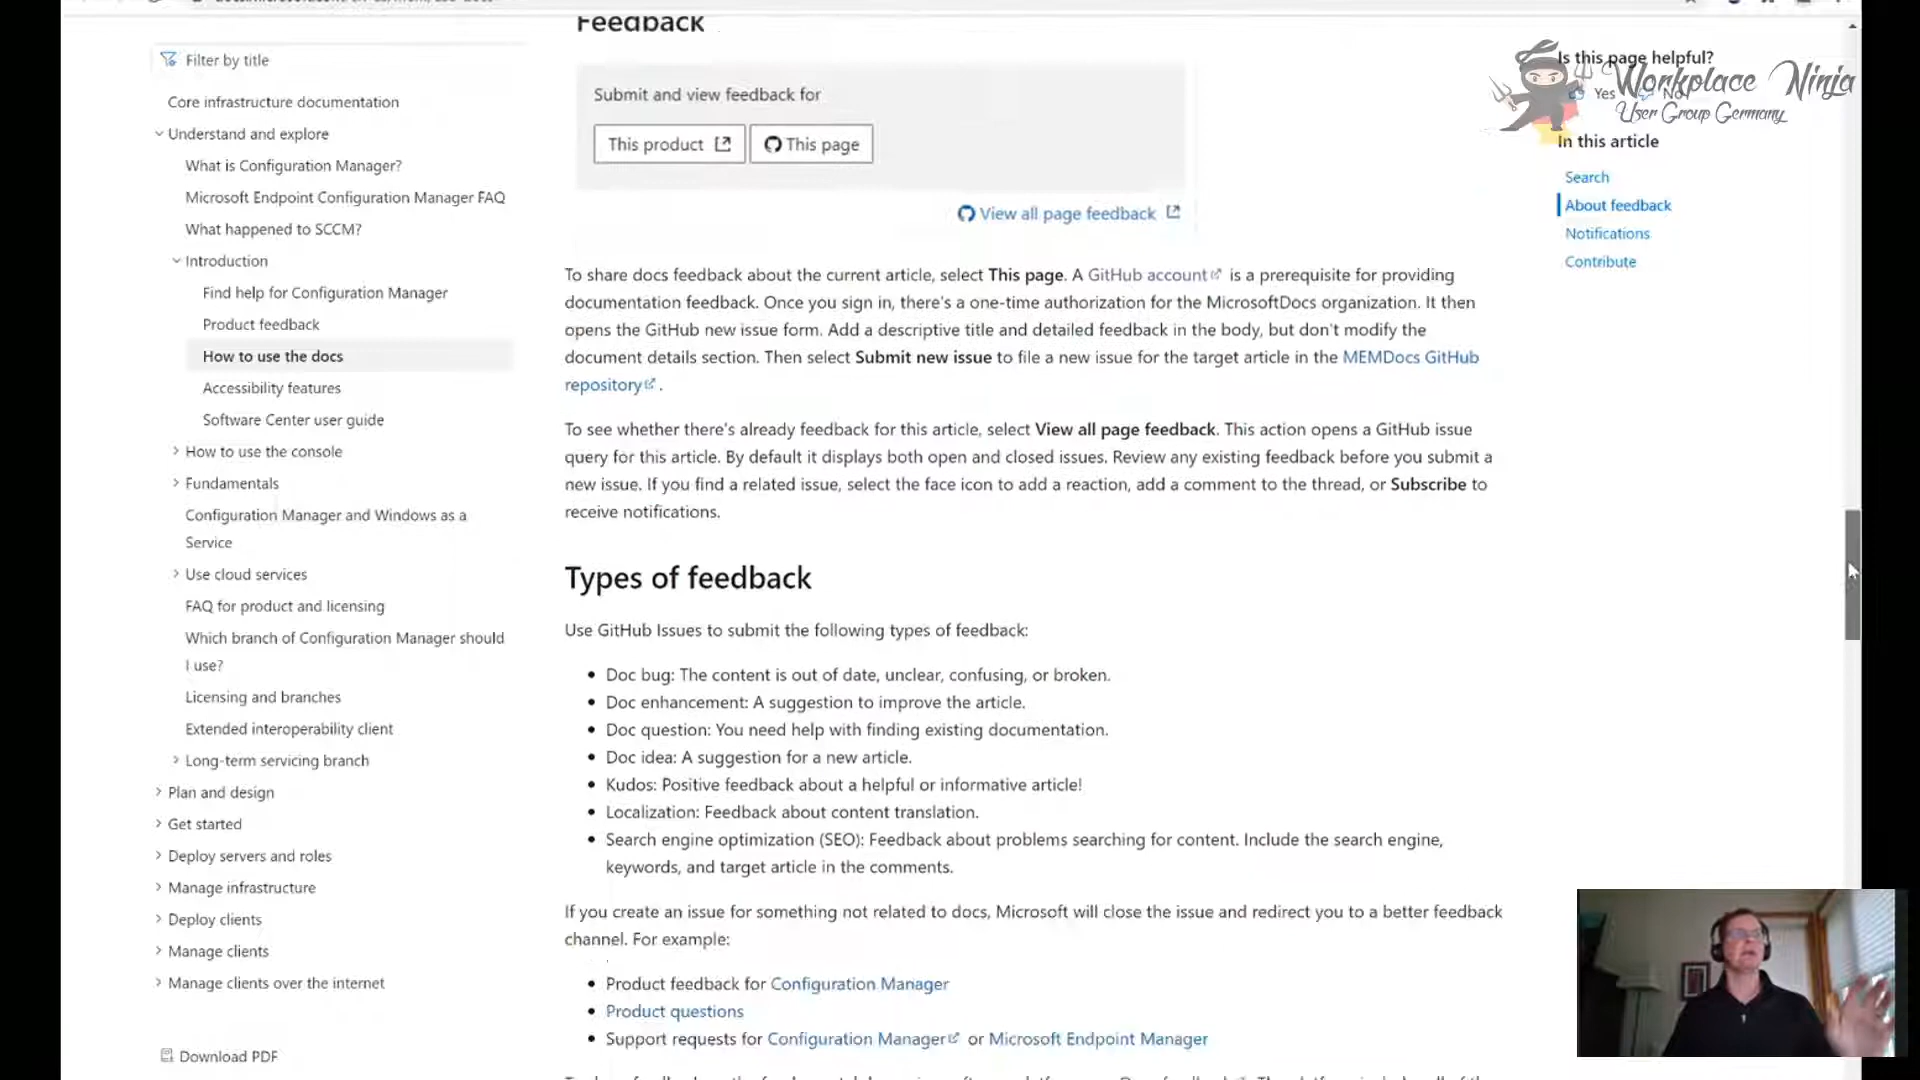 Feedback
Filter by title
Core infrastructure documentation
Understand and explore
What is Configuration Manager?
Microsoft Endpoint Configuration Manager FAQ
What happened to SCCM?
Introduction
Find help for Configuration Manager
Product feedback
How to use the docs
Accessibility features
Software Center user guide
How to use the console
Fundamentals
Configuration Manager and Windows as a
Service
Use cloud services
FAQ for product and licensing
Which branch of Configuration Manager should
I use?
Licensing and branches
Extended interoperability client
Long-term servicing branch
Plan and design
Get started
Deploy servers and roles
Manage infrastructure
Deploy clients
Manage clients
Manage clients over the internet
Download PDF
Submit and view feedback for
This product
This page
View all page feedback
To share docs feedback about the current article, select This page. A GitHub account is a prerequisite for providing
documentation feedback. Once you sign in, there's a one-time authorization for the MicrosoftDocs organization. It then
opens the GitHub new issue form. Add a descriptive title and detailed feedback in the body, but don't modify the
document details section. Then select Submit new issue to file a new issue for the target article in the MEMDocs GitHub
repository .
To see whether there's already feedback for this article, select View all page feedback. This action opens a GitHub issue
query for this article. By default it displays both open and closed issues. Review any existing feedback before you submit a
new issue. If you find a related issue, select the face icon to add a reaction, add a comment to the thread, or Subscribe to
receive notifications.
Types of feedback
Use GitHub Issues to submit the following types of feedback:
Doc bug: The content is out of date, unclear, confusing, or broken.
Doc enhancement: A suggestion to improve the article.
Doc question: You need help with finding existing documentation.
Doc idea: A suggestion for a new article.
Kudos: Positive feedback about a helpful or informative article!
Localization: Feedback about content translation.
Search engine optimization (SEO): Feedback about problems searching for content. Include the search engine,
keywords, and target article in the comments.
If you create an issue for something not related to docs, Microsoft will close the issue and redirect you to a better feedback
channel. For example:
Product feedback for Configuration Manager
Product questions
Support requests for Configuration Manager or Microsoft Endpoint Manager
Is this page helpful?
Yes No
Workplace Ninja
User Group Germany
In this article
Search
About feedback
Notifications
Contribute